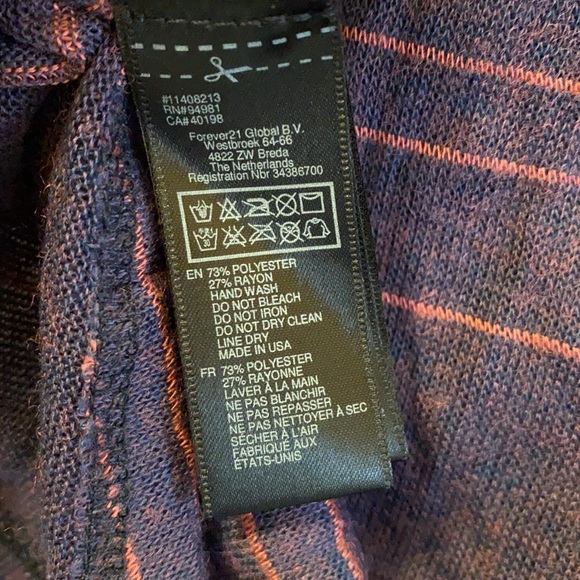 #11408213
RN#94981
CA#40198
Forever21 Global B.V.
Westbroek 64-66
4822 ZW Breda
The Netherlands
Registration Nbr 34386700
30
EN 73% POLYESTER
27% RAYON
HAND WASH
DO NOT BLEACH
DO NOT IRON
DO NOT DRY CLEAN
LINE DRY
MADE IN USA
FR 73% POLYESTER
27% RAYONNE
LAVER À LA MAIN
NE PAS BLANCHIR
NE PAS REPASSER
NE PAS NETTOYER À SEC
SÉCHER À L'AIR
FABRIQUÉ AUX
ÉTATS-UNIS